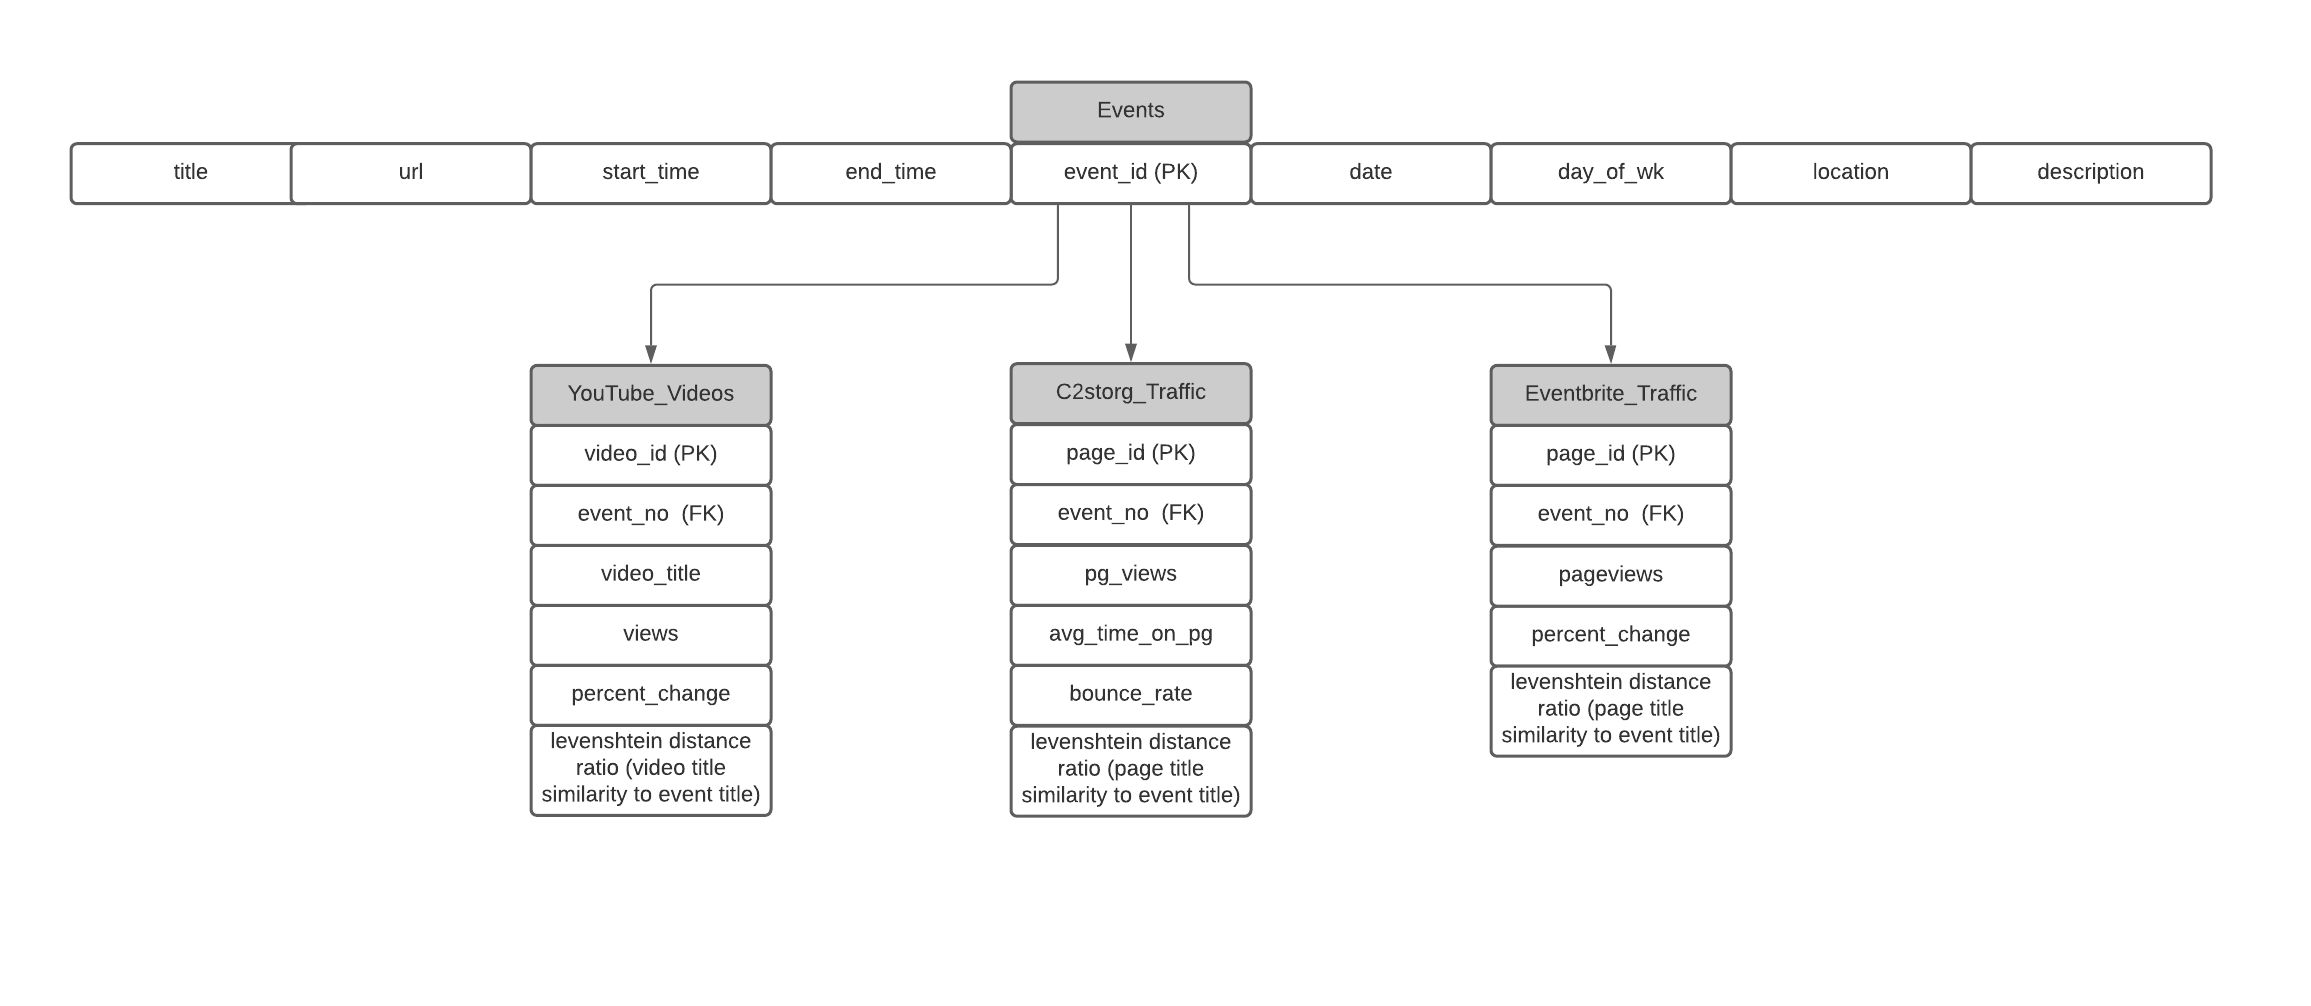 Events
title
url
start_time
end_time
event_id (PK)
date
day_of_wk
location
description
YouTube_Videos
video_id (PK)
event_no  (FK)
video_title
views
percent_change
levenshtein distance
ratio (video title
similarity to event title)
C2storg_Traffic
page_id (PK)
event_no  (FK)
pg_views
avg_time_on_pg
bounce_rate
levenshtein distance
ratio (page title
similarity to event title)
Eventbrite_Traffic
page_id (PK)
event_no  (FK)
pageviews
percent_change
levenshtein distance
ratio (page title
similarity to event title)